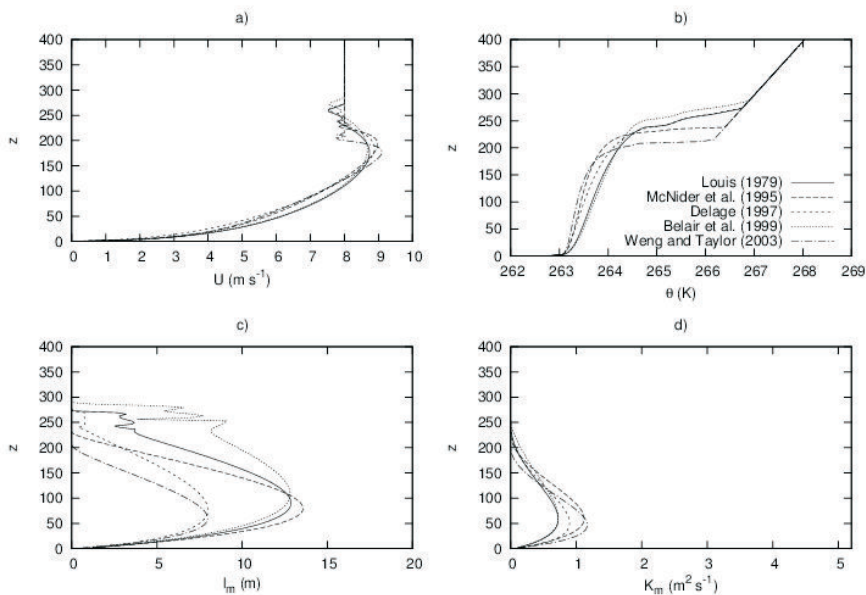 a)
400
350
300
250
200
150
100
50
0
z
0 1 2 3 4 5 6 7 8 9 10
U (m s-1)
b)
400
350
300
250
200
150
100
50
0
z
Louis (1979)
McNider et al. (1995)
Delage (1997)
Belair et al. (1999)
Weng and Taylor (2003)
262 263 264 265 266 267 268 269
θ (K)
c)
400
350
300
250
200
150
100
50
0
z
0 5 10 15 20
lm (m)
d)
400
350
300
250
200
150
100
50
0
z
0 1 2 3 4 5
Km (m2 s-1)